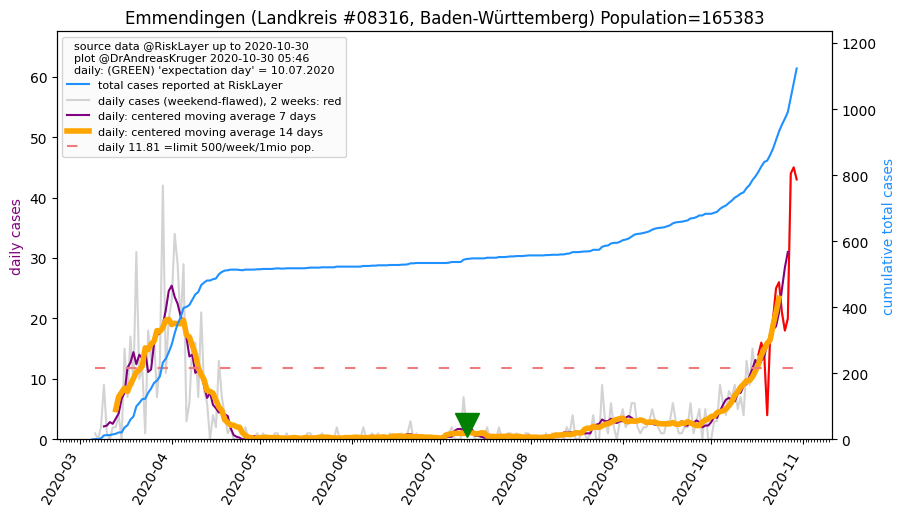 Emmendingen (Landkreis #08316, Baden-Württemberg) Population=165383
source data @RiskLayer up to 2020-10-30
plot @DrAndreasKruger 2020-10-30 05:46
daily: (GREEN) 'expectation day' = 10.07.2020
total cases reported at RiskLayer
daily cases (weekend-flawed), 2 weeks: red
daily: centered moving average 7 days
daily: centered moving average 14 days
daily 11.81 =limit 500/week/1mio pop.
daily cases
60
50
40
30
20
10
0
1200
1000
800
600
400
200
0
cumulative total cases
2020-03
2020-04
2020-05
2020-06
2020-07
2020-08
2020-09
2020-10
2020-11